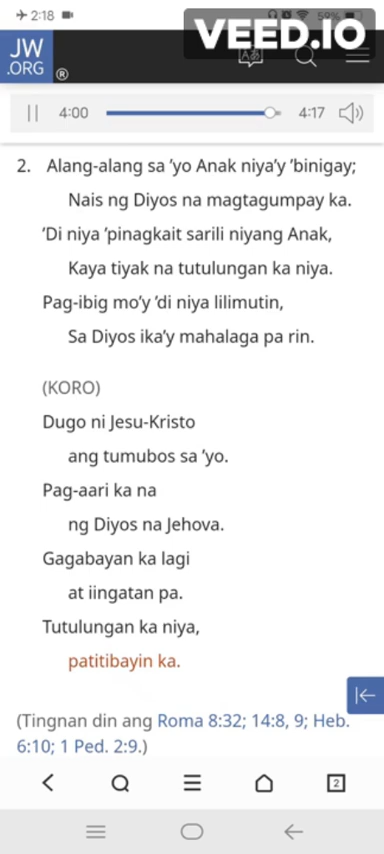 2:18
59%
VEED.IO
JW
.ORG ®
4:00
4:17
2. Alang-alang sa ’yo Anak niya’y ’binigay;
Nais ng Diyos na magtagumpay ka.
’Di niya ’pinagkait sarili niyang Anak,
Kaya tiyak na tutulungan ka niya.
Pag-ibig mo’y ’di niya lilimutin,
Sa Diyos ika’y mahalaga pa rin.
(KORO)
Dugo ni Jesu-Kristo
ang tumubos sa ’yo.
Pag-aari ka na
ng Diyos na Jehova.
Gagabayan ka lagi
at iingatan pa.
Tutulungan ka niya,
patitibayin ka.
(Tingnan din ang Roma 8:32; 14:8, 9; Heb.
6:10; 1 Ped. 2:9.)
2